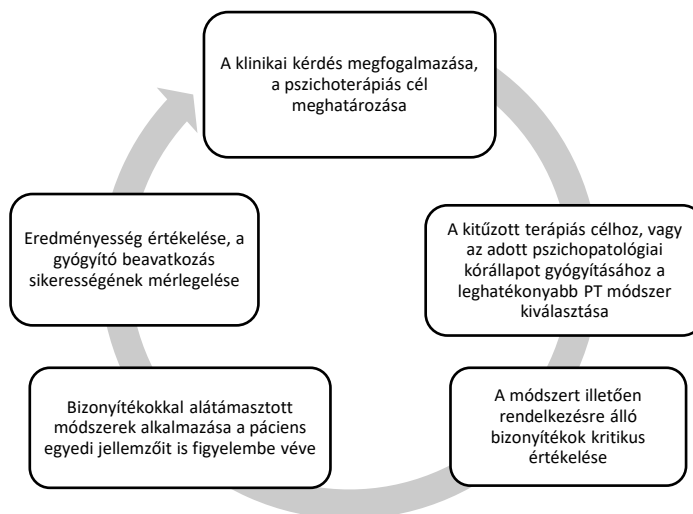 A klinikai kérdés megfogalmazása,
a pszichoterápiás cél
meghatározása
A kitűzött terápiás célhoz, vagy
az adott pszichopatológiai
kórállapot gyógyításához a
leghatékonyabb PT módszer
kiválasztása
A módszert illetően
rendelkezésre álló
bizonyítékok kritikus
értékelése
Bizonyítékokkal alátámasztott
módszerek alkalmazása a páciens
egyedi jellemzőit is figyelembe véve
Eredményesség értékelése, a
gyógyító beavatkozás
sikerességének mérlegelése